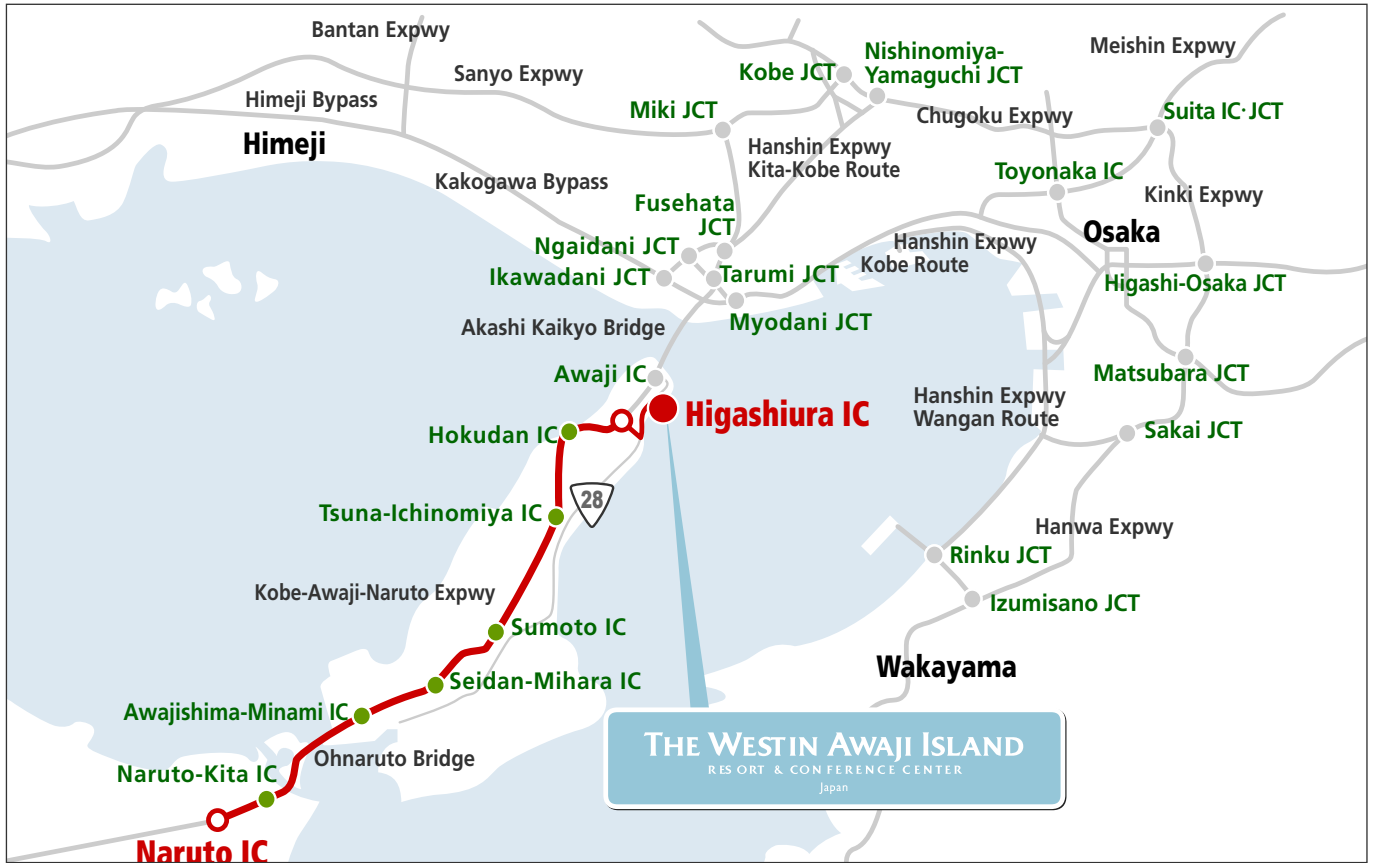 Bantan Expwy
Sanyo Expwy
Himeji Bypass
Himeji
Kakogawa Bypass
Kobe JCT
Nishinomiya-
Yamaguchi JCT
Meishin Expwy
Miki JCT
Chugoku Expwy
Suita IC·JCT
Hanshin Expwy
Kita-Kobe Route
Toyonaka IC
Kinki Expwy
Fusehata
JCT
Ngaidani JCT
Ikawadani JCT
Tarumi JCT
Myodani JCT
Hanshin Expwy
Kobe Route
Osaka
Higashi-Osaka JCT
Akashi Kaikyo Bridge
Awaji IC
Matsubara JCT
Hanshin Expwy
Wangan Route
Higashiura IC
Hokudan IC
Sakai JCT
28
Tsuna-Ichinomiya IC
Hanwa Expwy
Rinku JCT
Kobe-Awaji-Naruto Expwy
Izumisano JCT
Sumoto IC
Wakayama
Seidan-Mihara IC
Awajishima-Minami IC
Ohnaruto Bridge
Naruto-Kita IC
Naruto IC
THE WESTIN AWAJI ISLAND
RESORT & CONFERENCE CENTER
Japan